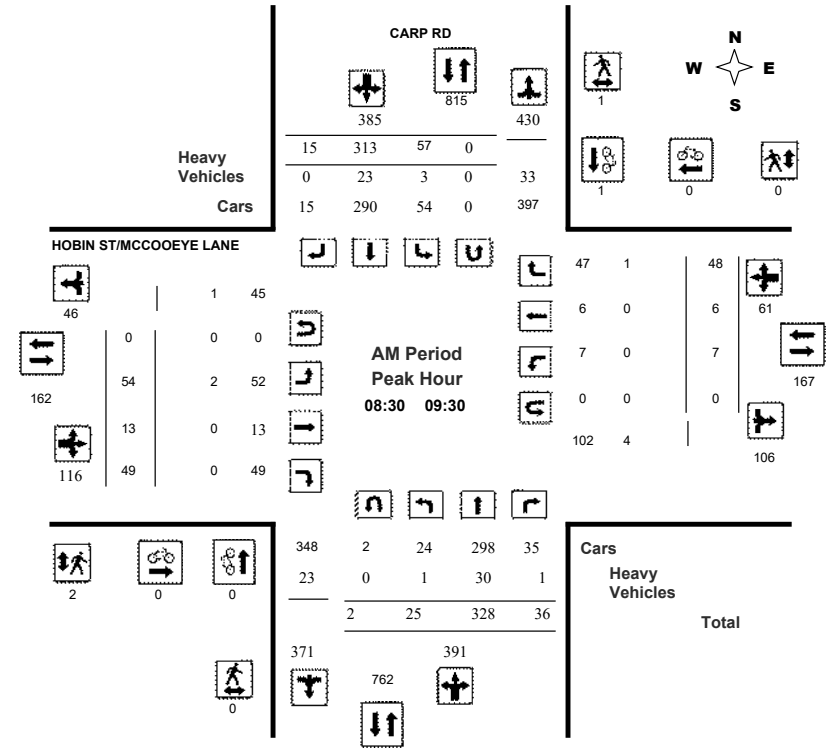 CARP RD
N
W E
S
815
1
385
430
15 313 57 0
Heavy
Vehicles
0 23 3 0 33
1 0 0
Cars
15 290 54 0 397
HOBIN ST/MCCOOEYE LANE
47 1 48
46
1 45
6 0 6
61
0 0 0
AM Period
Peak Hour
08:30 09:30
7 0 7
54 2 52
167
162
0 0 0
13 0 13
102 4
106
116
49 0 49
348 2 24 298 35
Cars
23 0 1 30 1
Heavy
Vehicles
2 0 0
2 25 328 36
Total
371
391
762
0